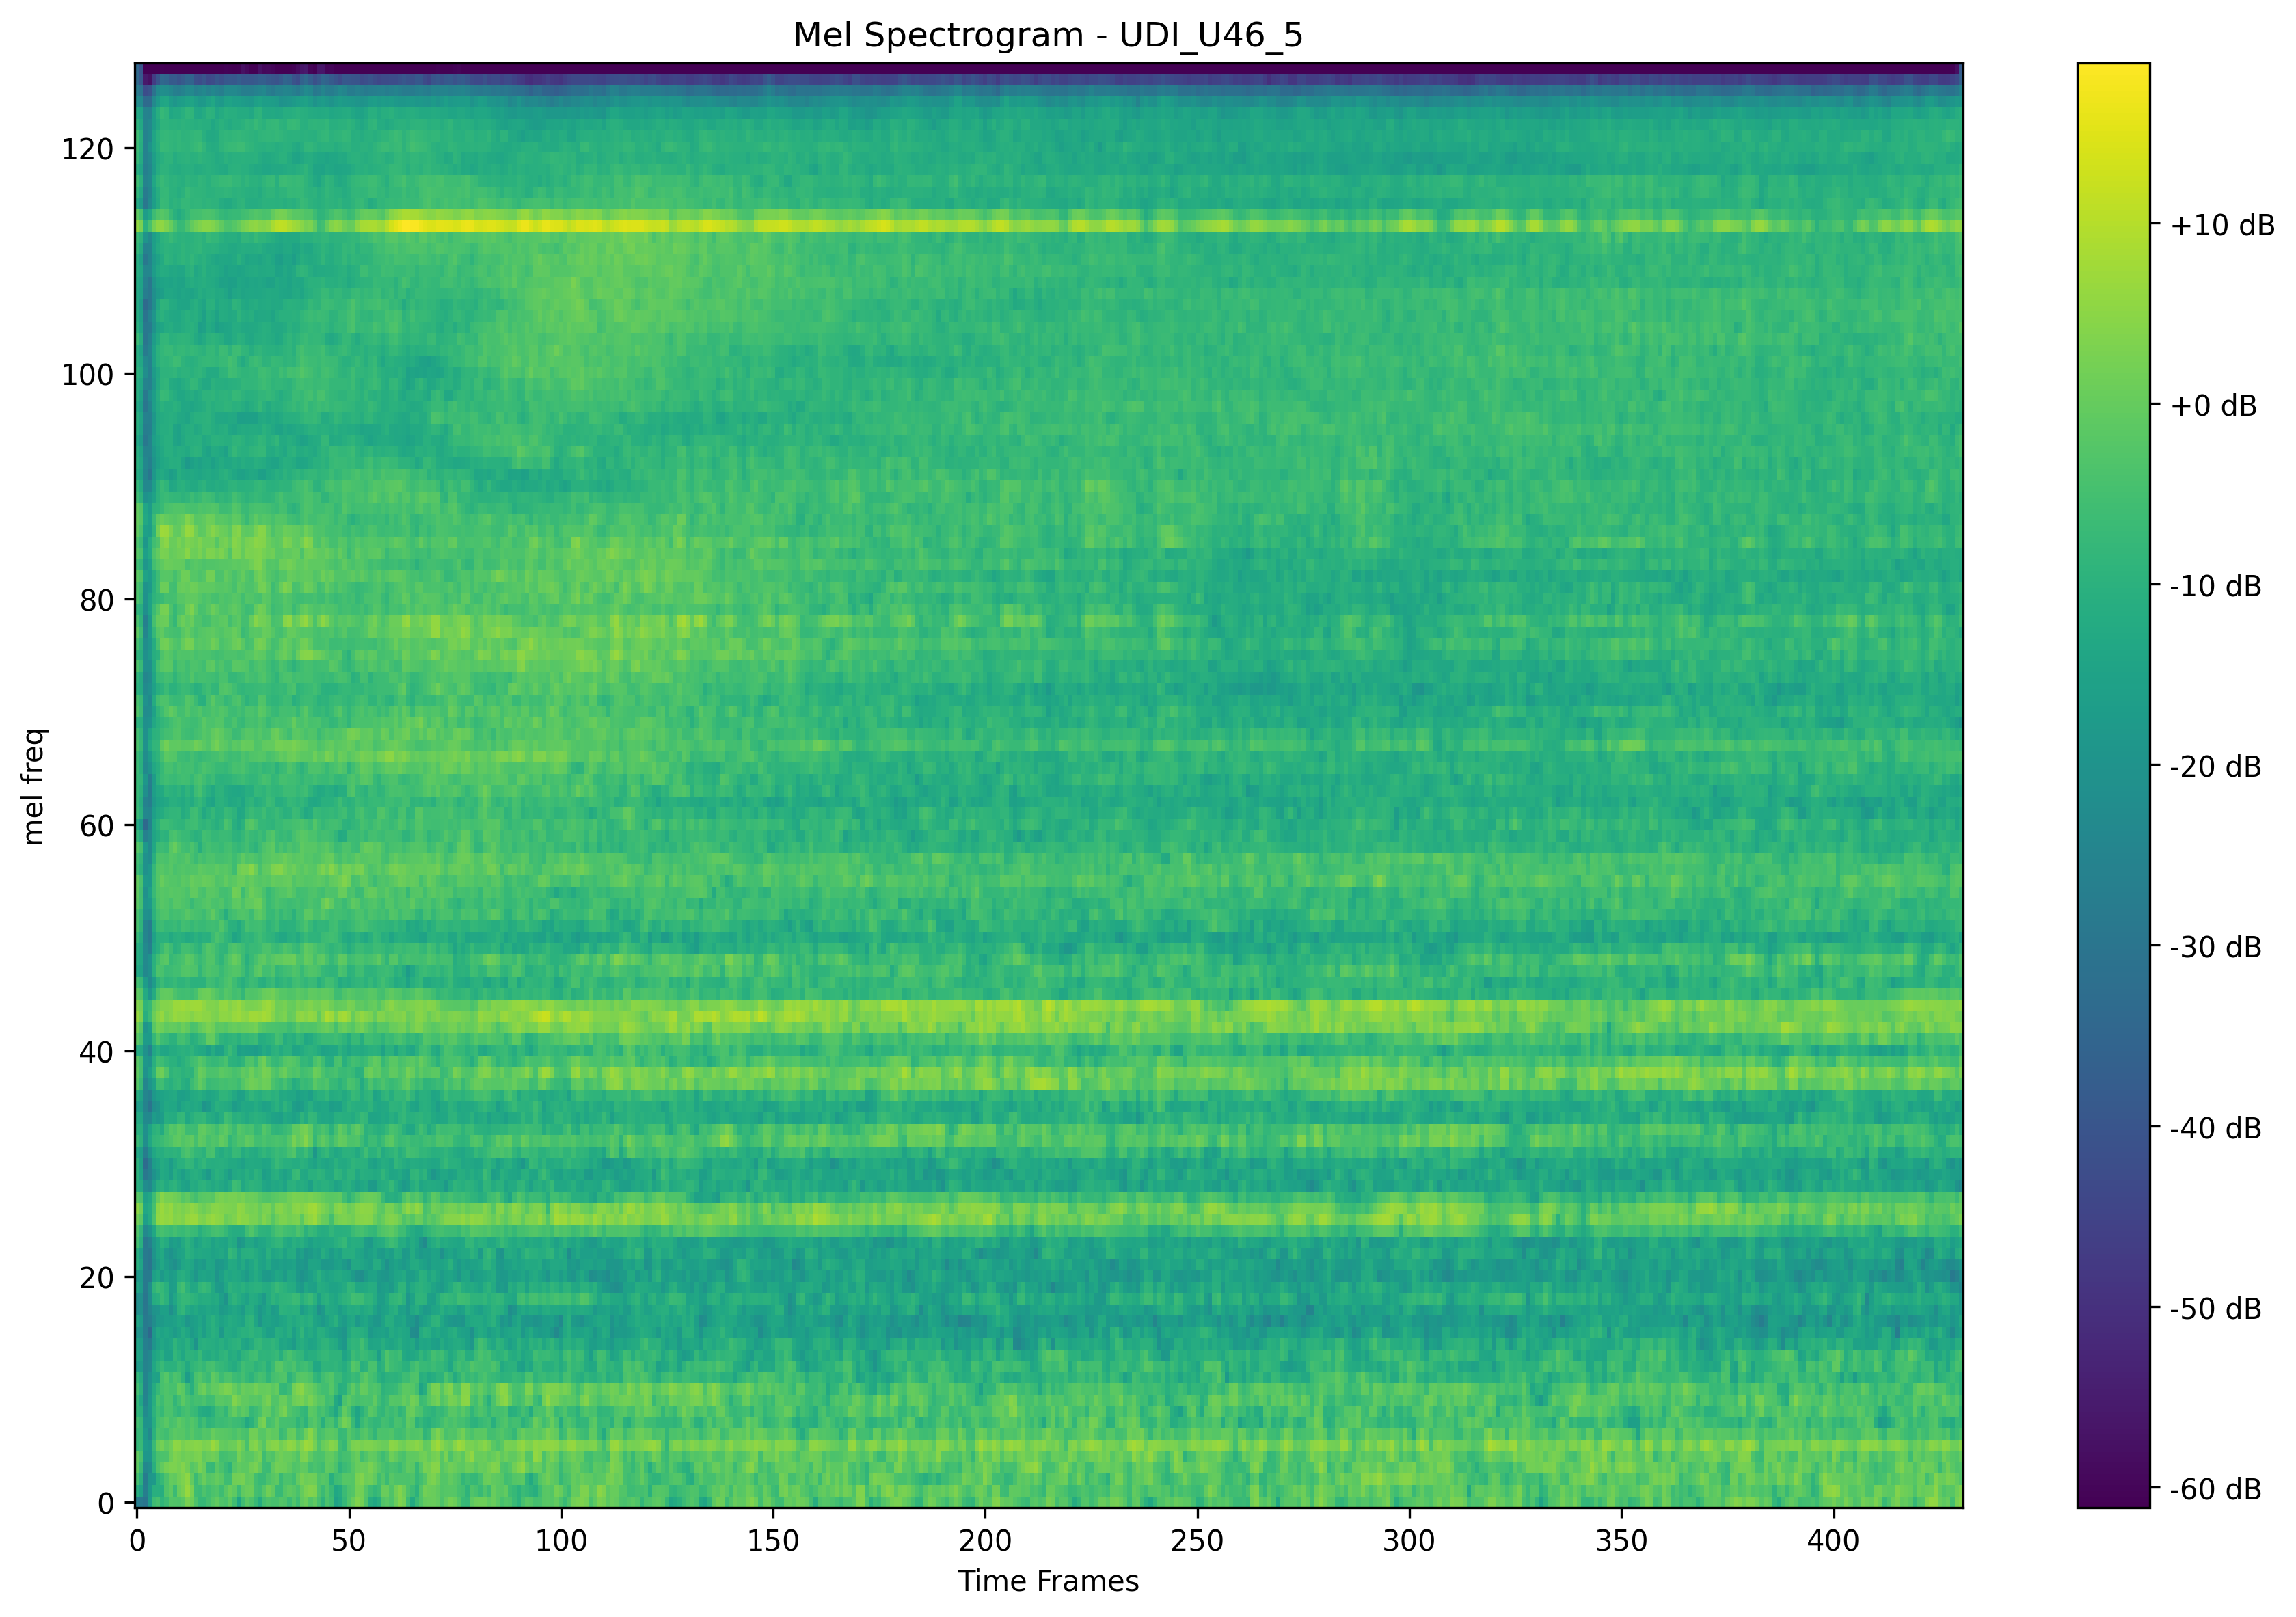 Mel Spectrogram - UDI_U46_5
mel freq
120
100
80
60
40
20
0
0 50 100 150 200 250 300 350 400
Time Frames
+10 dB
+0 dB
-10 dB
-20 dB
-30 dB
-40 dB
-50 dB
-60 dB